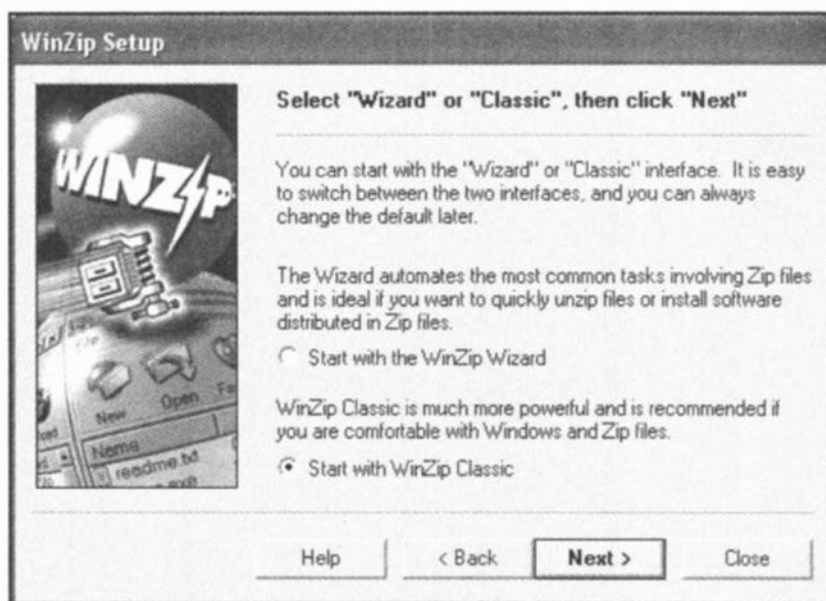 WinZip Setup
WINZIP
New
Open
Name
readme.txt
.exe
Select "Wizard" or "Classic", then click "Next"
You can start with the "Wizard" or "Classic" interface. It is easy
to switch between the two interfaces, and you can always
change the default later.
The Wizard automates the most common tasks involving Zip files
and is ideal if you want to quickly unzip files or install software
distributed in Zip files.
Start with the WinZip Wizard
WinZip Classic is much more powerful and is recommended if
you are comfortable with Windows and Zip files.
Start with WinZip Classic
Help
< Back
Next >
Close